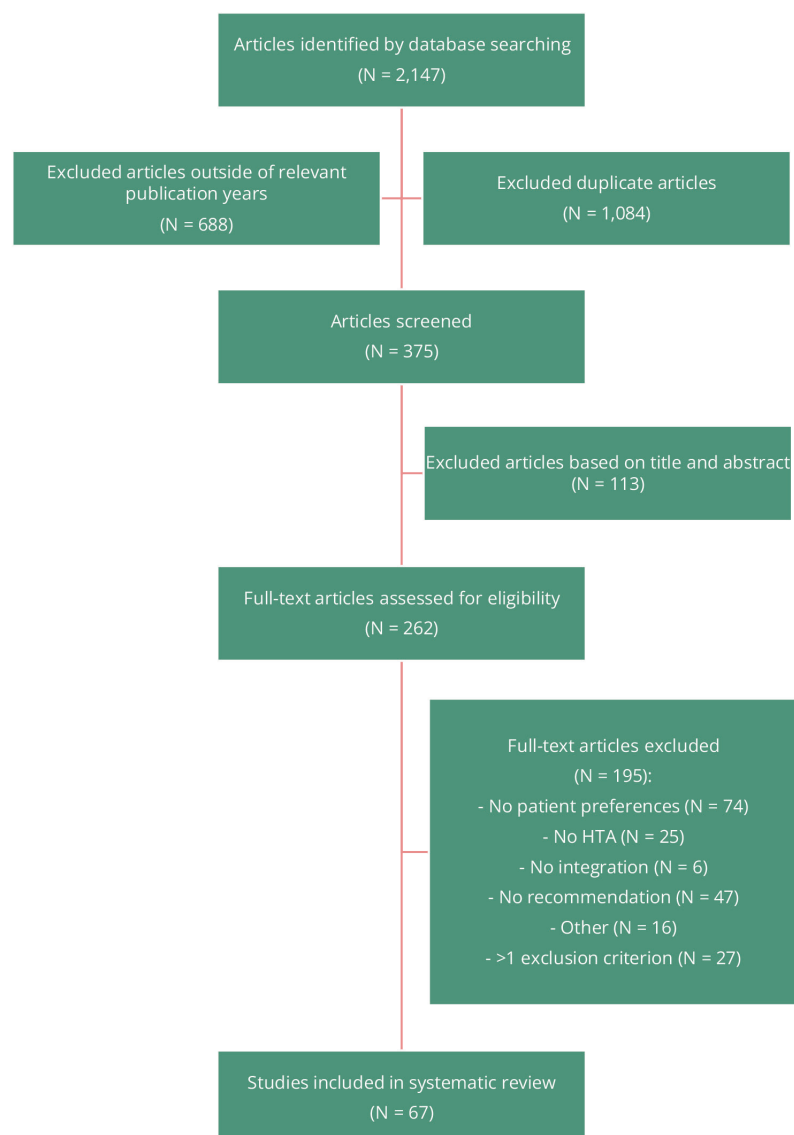 Articles identified by database searching
(N = 2,147)
Excluded articles outside of relevant
publication years
(N = 688)
Excluded duplicate articles
(N = 1,084)
Articles screened
(N = 375)
Excluded articles based on title and abstract
(N = 113)
Full-text articles assessed for eligibility
(N = 262)
Full-text articles excluded
(N = 195):
- No patient preferences (N = 74)
- No HTA (N = 25)
- No integration (N = 6)
- No recommendation (N = 47)
- Other (N = 16)
- >1 exclusion criterion (N = 27)
Studies included in systematic review
(N = 67)